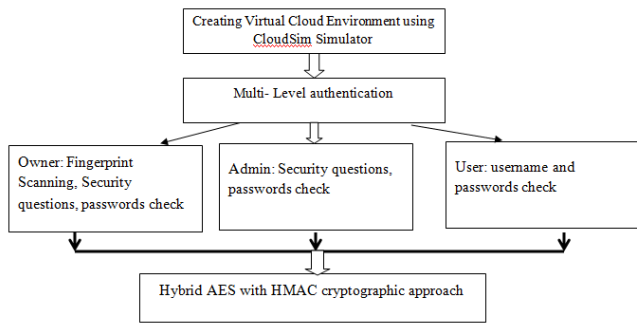 Creating Virtual Cloud Environment using
CloudSim Simulator
Multi- Level authentication
Owner: Fingerprint
Scanning, Security
questions, passwords check
Admin: Security questions,
passwords check
User: username and
passwords check
Hybrid AES with HMAC cryptographic approach